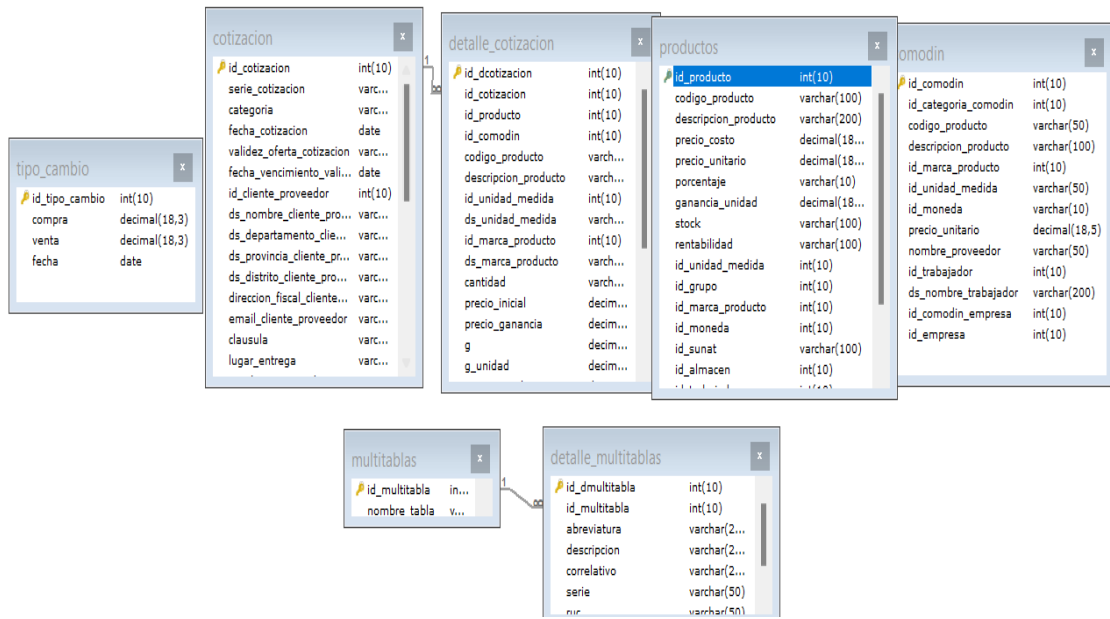 tipo_cambio x
id_tipo_cambio int(10)
compra decimal(18,3)
venta decimal(18,3)
fecha date
cotizacion x
id_cotizacion int(10)
serie_cotizacion varc...
categoria varc...
fecha_cotizacion date
validez_oferta_cotizacion varc...
fecha_vencimiento_vali... date
id_cliente_proveedor int(10)
ds_nombre_cliente_pro... varc...
ds_departamento_clie... varc...
ds_provincia_cliente_pr... varc...
ds_distrito_cliente_pro... varc...
direccion_fiscal_cliente... varc...
email_cliente_proveedor varc...
clausula varc...
lugar_entrega varc...
1
∞
detalle_cotizacion x
id_dcotizacion int(10)
id_cotizacion int(10)
id_producto int(10)
id_comodin int(10)
codigo_producto varch...
descripcion_producto varch...
id_unidad_medida int(10)
ds_unidad_medida varch...
id_marca_producto int(10)
ds_marca_producto varch...
cantidad varch...
precio_inicial decim...
precio_ganancia decim...
g decim...
g_unidad decim...
productos x
id_producto int(10)
codigo_producto varchar(100)
descripcion_producto varchar(200)
precio_costo decimal(18...
precio_unitario decimal(18...
porcentaje varchar(10)
ganancia_unidad decimal(18...
stock varchar(100)
rentabilidad varchar(100)
id_unidad_medida int(10)
id_grupo int(10)
id_marca_producto int(10)
id_moneda int(10)
id_sunat varchar(100)
id_almacen int(10)
omodin x
id_comodin int(10)
id_categoria_comodin int(10)
codigo_producto varchar(50)
descripcion_producto varchar(100)
id_marca_producto int(10)
id_unidad_medida varchar(50)
id_moneda varchar(10)
precio_unitario decimal(18,5)
nombre_proveedor varchar(50)
id_trabajador int(10)
ds_nombre_trabajador varchar(200)
id_comodin_empresa int(10)
id_empresa int(10)
multitablas x
id_multitabla in...
nombre_tabla v...
1
∞
detalle_multitablas x
id_dmultitabla int(10)
id_multitabla int(10)
abreviatura varchar(2...
descripcion varchar(2...
correlativo varchar(2...
serie varchar(50)
ruc varchar(50)